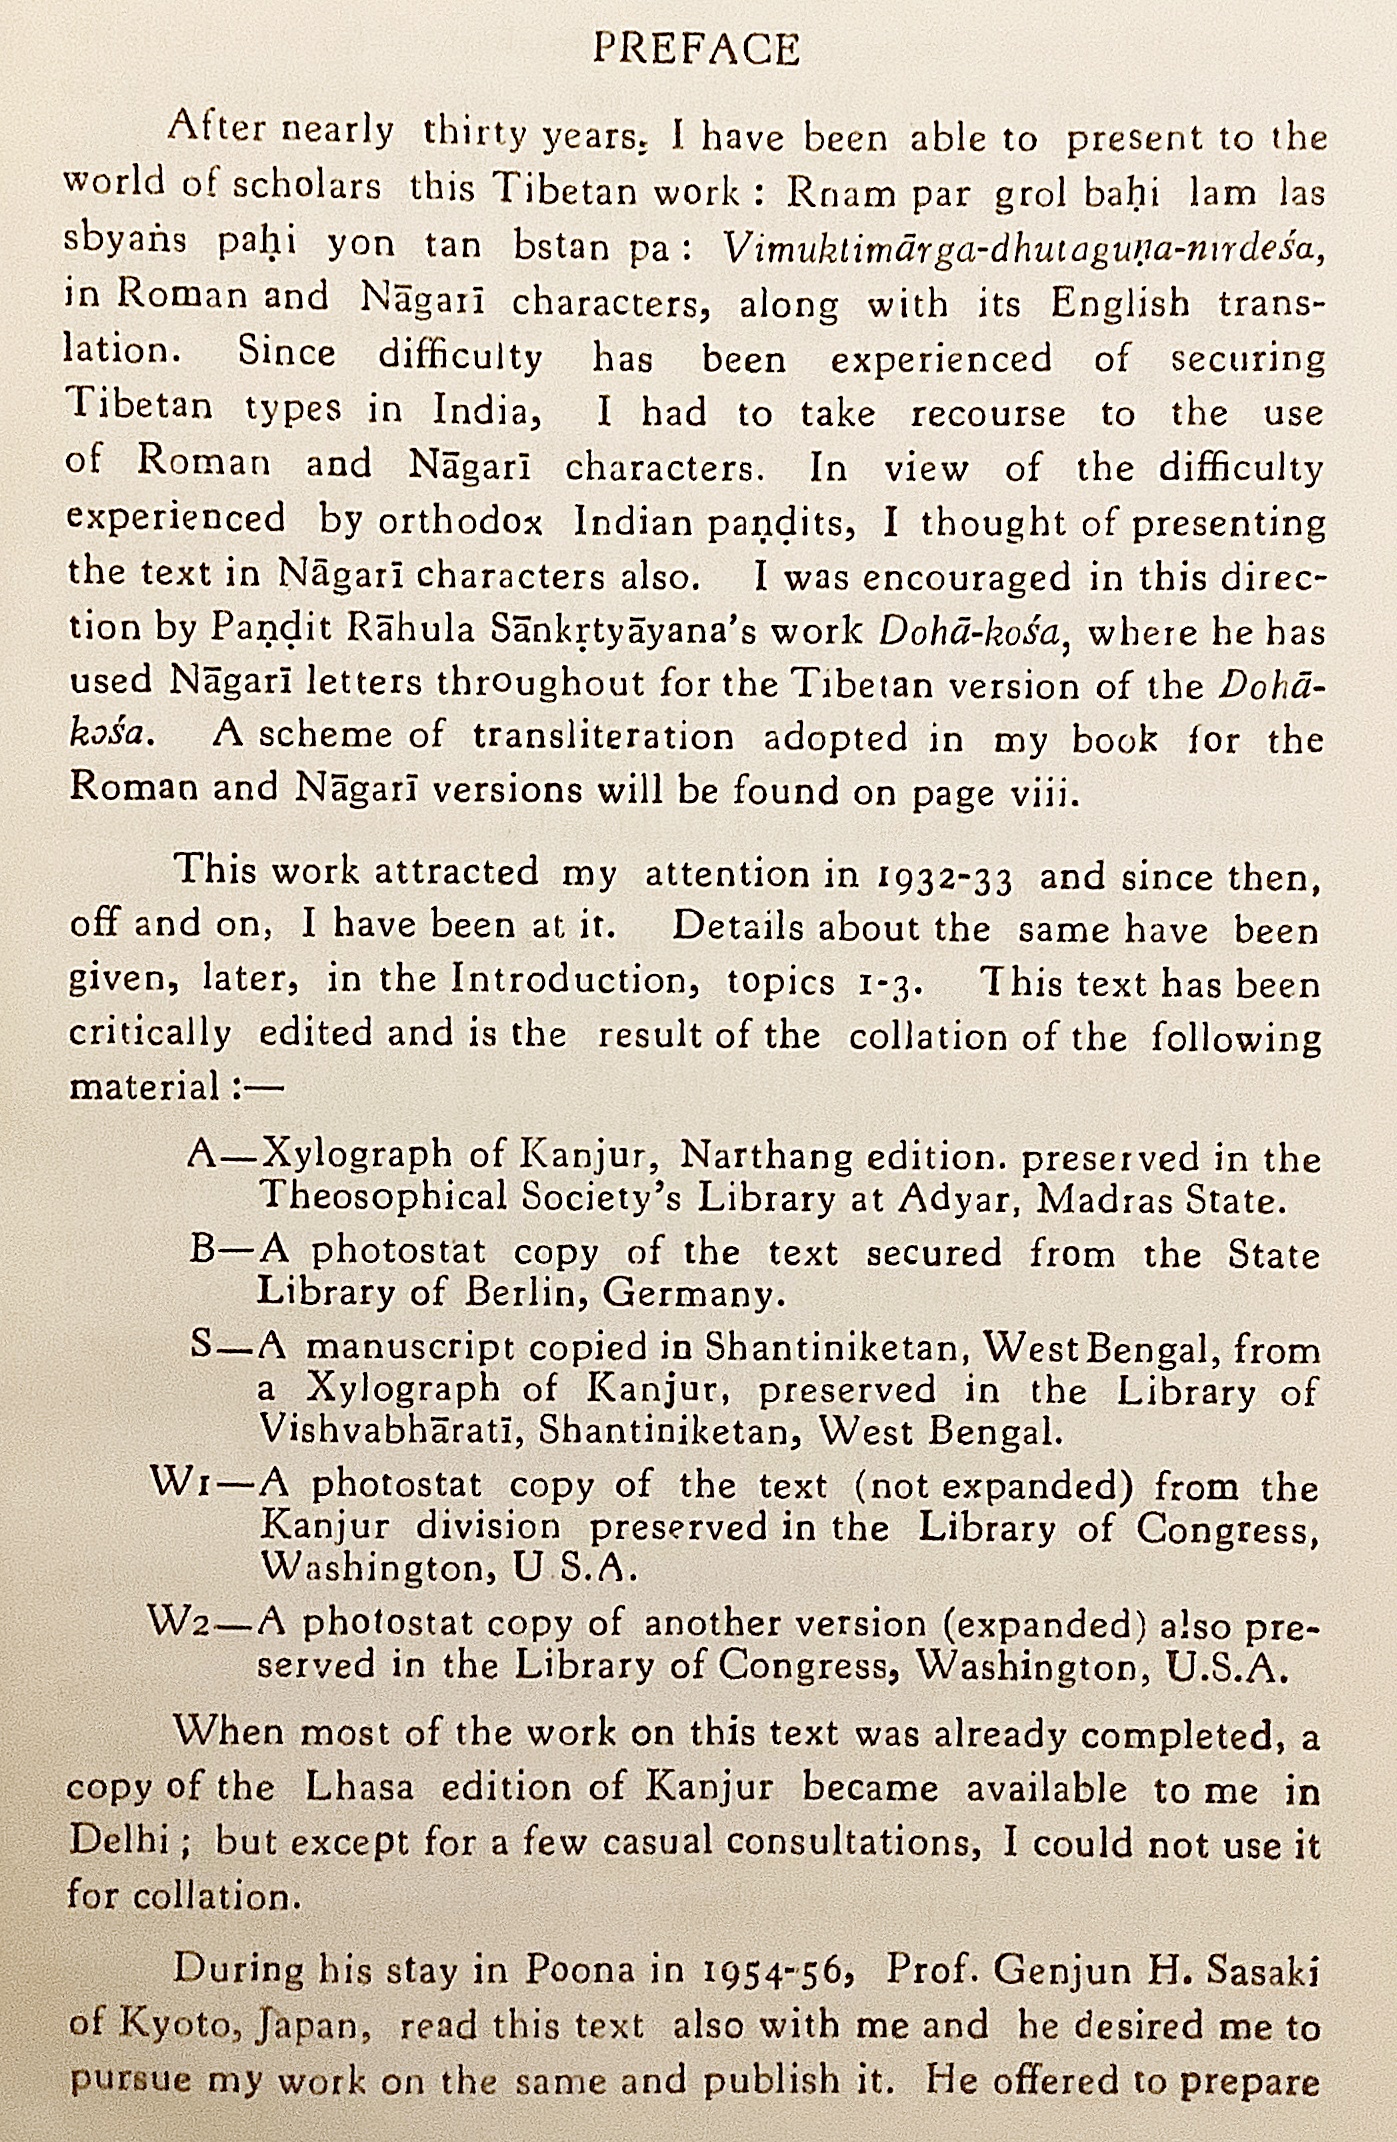 PREFACE
After nearly thirty years, I have been able to present to the
world of scholars this Tibetan work : Rnam par grol baḥi lam las
sbyaṅs paḥi yon tan bstan pa : Vimuktimārga-dhutaguṇa-nirdeśa,
in Roman and Nāgarī characters, along with its English trans-
lation. Since difficulty has been experienced of securing
Tibetan types in India, I had to take recourse to the use
of Roman and Nāgarī characters. In view of the difficulty
experienced by orthodox Indian paṇḍits, I thought of presenting
the text in Nāgarī characters also. I was encouraged in this direc-
tion by Paṇḍit Rāhula Sānkṛtyāyana's work Dohā-kośa, where he has
used Nāgarī letters throughout for the Tibetan version of the Dohā-
kośa. A scheme of transliteration adopted in my book for the
Roman and Nāgarī versions will be found on page viii.
This work attracted my attention in 1932-33 and since then,
off and on, I have been at it. Details about the same have been
given, later, in the Introduction, topics 1-3. This text has been
critically edited and is the result of the collation of the following
material :—
A—Xylograph of Kanjur, Narthang edition. preserved in the
Theosophical Society's Library at Adyar, Madras State.
B—A photostat copy of the text secured from the State
Library of Berlin, Germany.
S—A manuscript copied in Shantiniketan, West Bengal, from
a Xylograph of Kanjur, preserved in the Library of
Vishvabhāratī, Shantiniketan, West Bengal.
W1—A photostat copy of the text (not expanded) from the
Kanjur division preserved in the Library of Congress,
Washington, U S.A.
W2—A photostat copy of another version (expanded) also pre-
served in the Library of Congress, Washington, U.S.A.
When most of the work on this text was already completed, a
copy of the Lhasa edition of Kanjur became available to me in
Delhi ; but except for a few casual consultations, I could not use it
for collation.
During his stay in Poona in 1954-56, Prof. Genjun H. Sasaki
of Kyoto, Japan, read this text also with me and he desired me to
pursue my work on the same and publish it. He offered to prepare